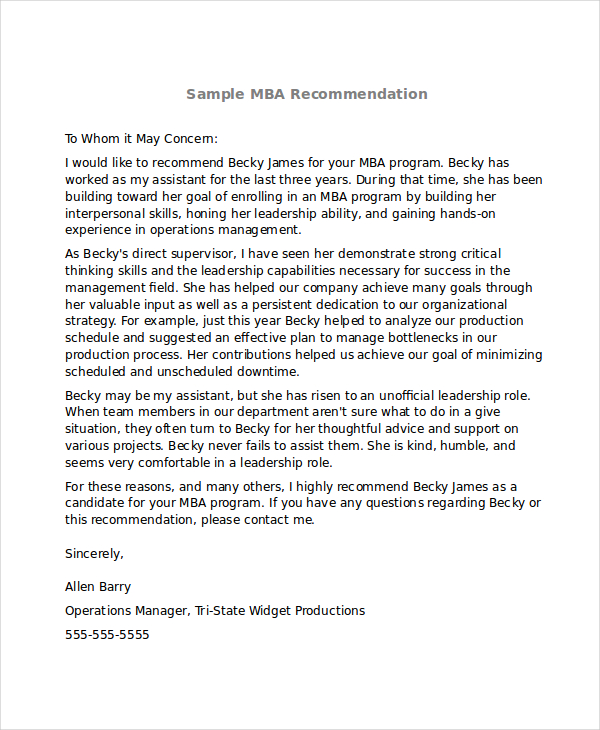 Sample MBA Recommendation
To Whom it May Concern:
I would like to recommend Becky James for your MBA program. Becky has
worked as my assistant for the last three years. During that time, she has been
building toward her goal of enrolling in an MBA program by building her
interpersonal skills, honing her leadership ability, and gaining hands-on
experience in operations management.
As Becky's direct supervisor, I have seen her demonstrate strong critical
thinking skills and the leadership capabilities necessary for success in the
management field. She has helped our company achieve many goals through
her valuable input as well as a persistent dedication to our organizational
strategy. For example, just this year Becky helped to analyze our production
schedule and suggested an effective plan to manage bottlenecks in our
production process. Her contributions helped us achieve our goal of minimizing
scheduled and unscheduled downtime.
Becky may be my assistant, but she has risen to an unofficial leadership role.
When team members in our department aren't sure what to do in a give
situation, they often turn to Becky for her thoughtful advice and support on
various projects. Becky never fails to assist them. She is kind, humble, and
seems very comfortable in a leadership role.
For these reasons, and many others, I highly recommend Becky James as a
candidate for your MBA program. If you have any questions regarding Becky or
this recommendation, please contact me.
Sincerely,
Allen Barry
Operations Manager, Tri-State Widget Productions
555-555-5555